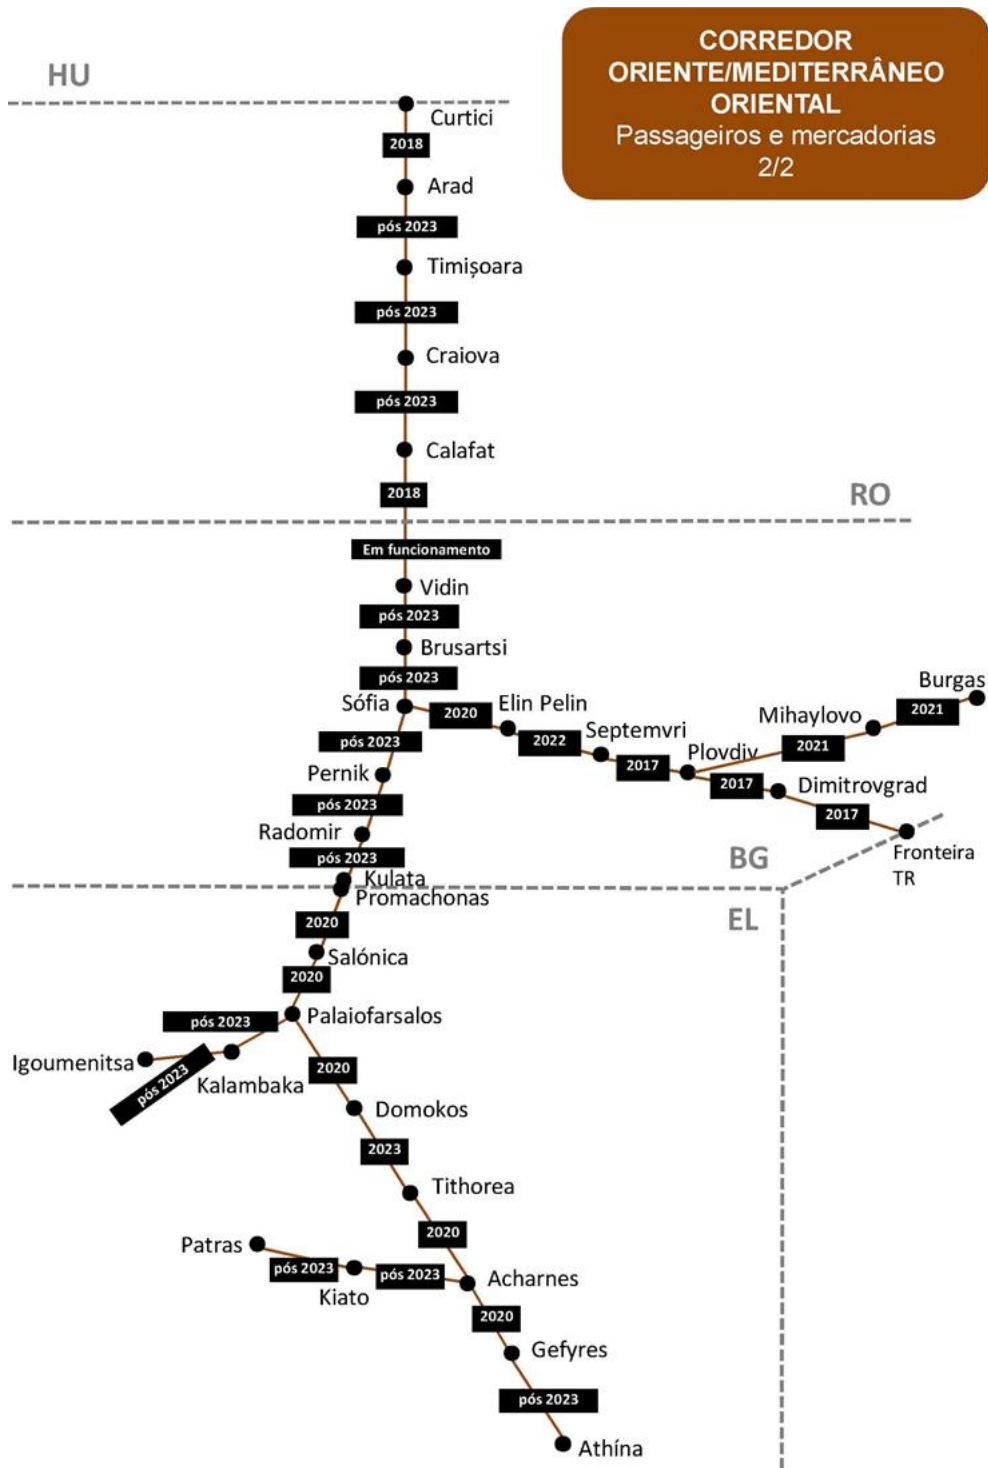 CORREDOR
ORIENTE/MEDITERRÂNEO
ORIENTAL
Passageiros e mercadorias
2/2
HU
Curtici
2018
Arad
pós 2023
Timișoara
pós 2023
Craiova
pós 2023
Calafat
2018
RO
Em funcionamento
Vidin
pós 2023
Brusartsi
pós 2023
Sófia
2020
Elin Pelin
2022
Septemvri
2017
Plovdiv
2021
Mihaylovo
2021
Burgas
2017
Dimitrovgrad
2017
Fronteira
TR
pós 2023
Pernik
pós 2023
Radomir
pós 2023
Kulata
BG
Promachonas
EL
2020
Salónica
2020
Palaiofarsalos
pós 2023
Kalambaka
pós 2023
Igoumenitsa
2020
Domokos
2023
Tithorea
2020
Patras
pós 2023
Kiato
pós 2023
Acharnes
2020
Gefyres
pós 2023
Athína